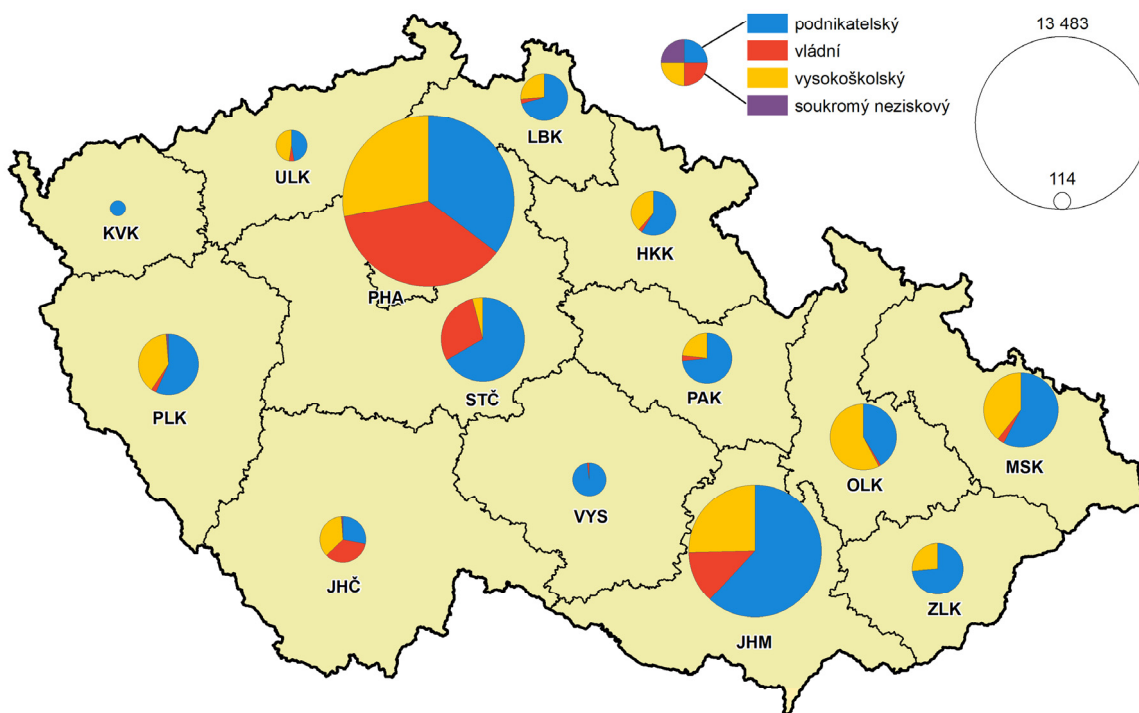 podnikatelský
vládní
vysokoškolský
soukromý neziskový
13 483
114
LBK
ULK
KVK
HKK
PHA
STČ
PAK
PLK
MSK
OLK
VYS
JHČ
ZLK
JHM